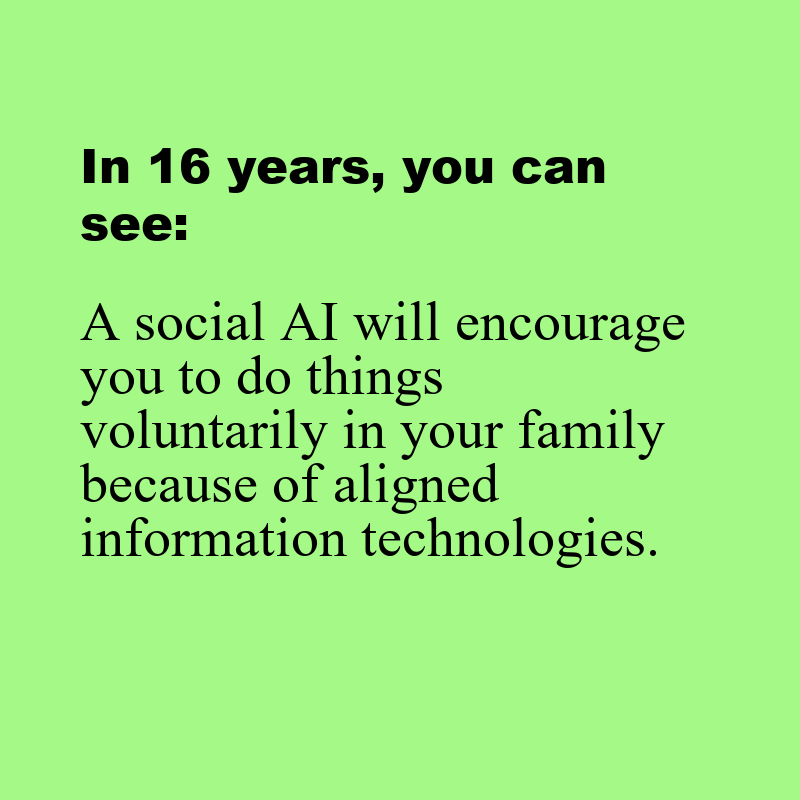 In 16 years, you can
see:
A social AI will encourage
you to do things
voluntarily in your family
because of aligned
information technologies.